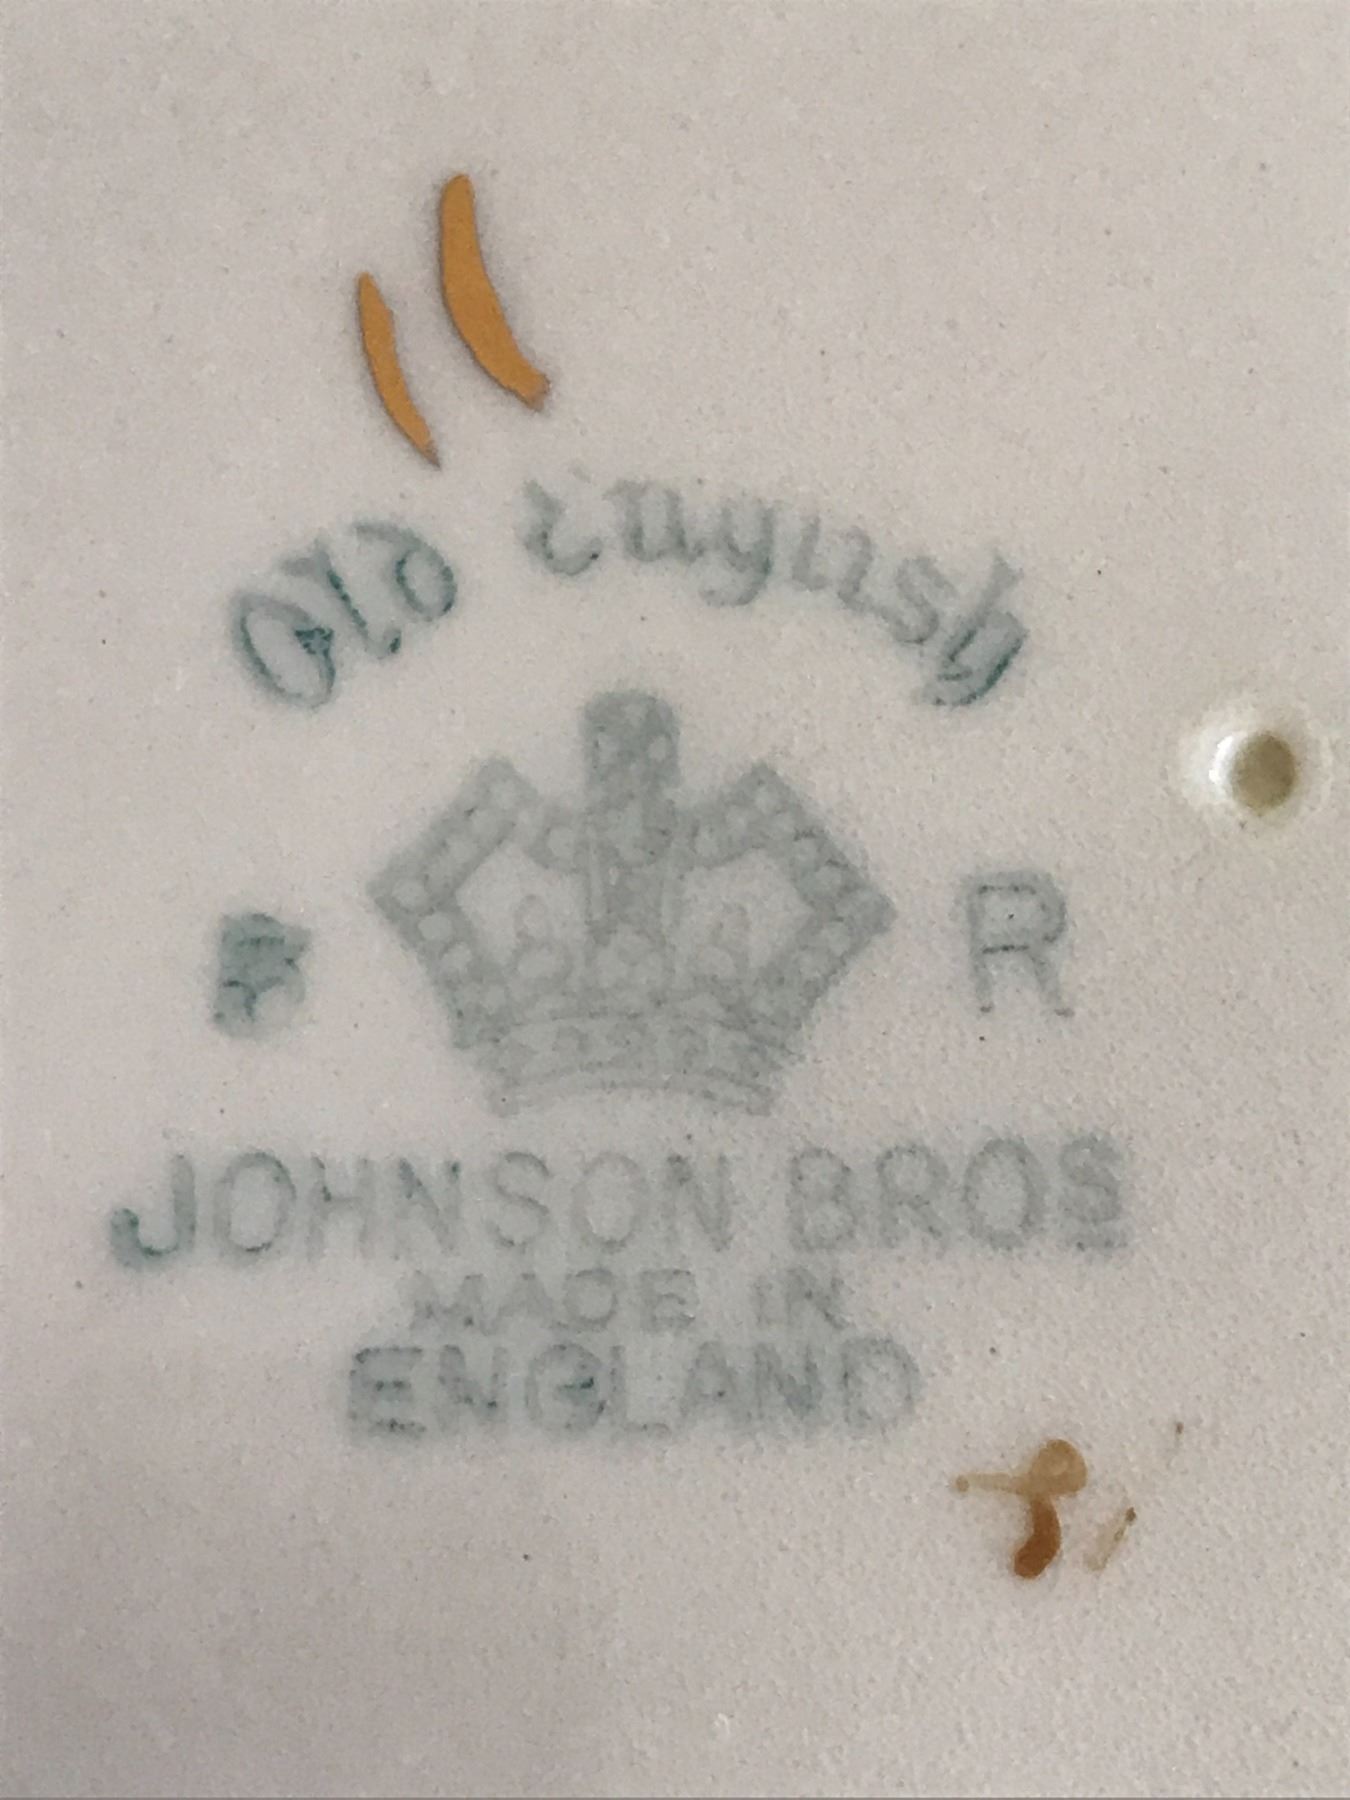 Old English
R
JOHNSON BROS
MADE IN
ENGLAND